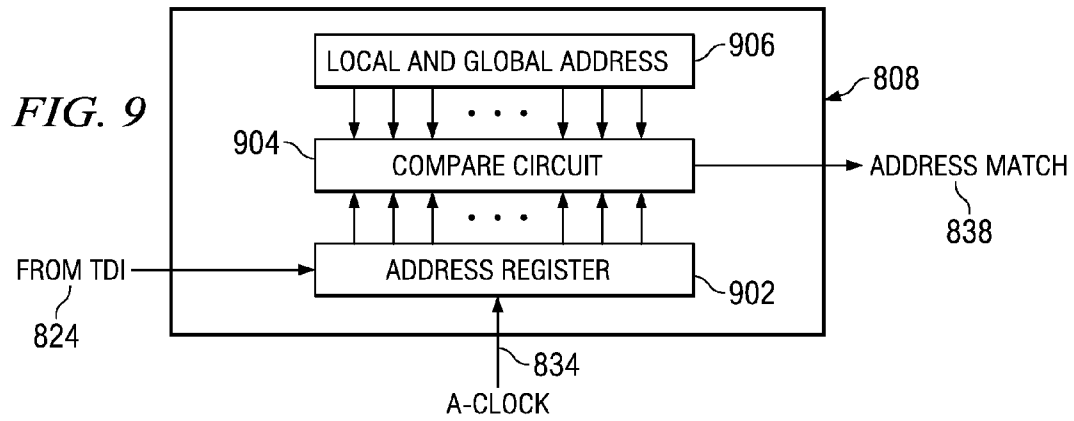 LOCAL AND GLOBAL ADDRESS
906
808
FIG. 9
904
COMPARE CIRCUIT
ADDRESS MATCH
838
FROM TDI
824
ADDRESS REGISTER
902
834
A-CLOCK